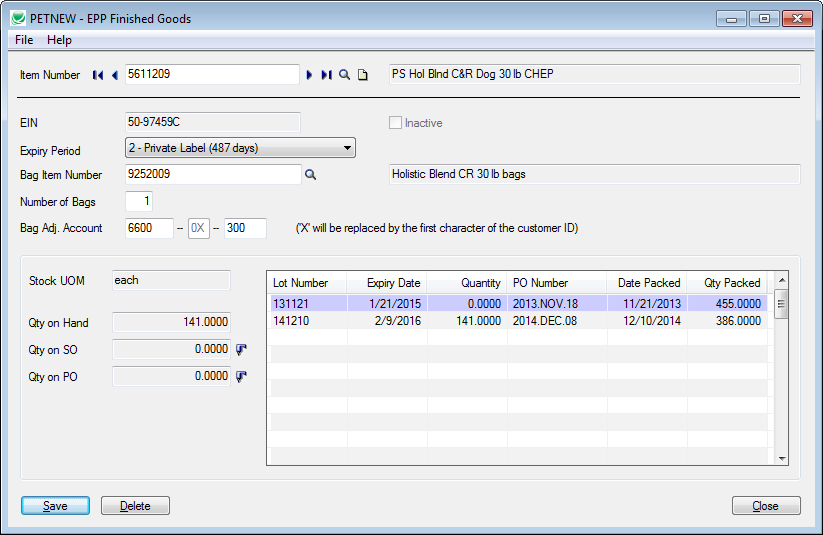 PETNEW - EPP Finished Goods
File Help
Item Number 5611209 PS Hol Blnd C&R Dog 30 lb CHEP
EIN 50-97459C Inactive
Expiry Period 2 - Private Label (487 days)
Bag Item Number 9252009 Holistic Blend CR 30 lb bags
Number of Bags 1
Bag Adj. Account 6600 -- 0X -- 300 ('X' will be replaced by the first character of the customer ID)
Stock UOM each
Qty on Hand 141.0000
Qty on SO 0.0000
Qty on PO 0.0000
Lot Number Expiry Date Quantity PO Number Date Packed Qty Packed
131121 1/21/2015 0.0000 2013.NOV.18 11/21/2013 455.0000
141210 2/9/2016 141.0000 2014.DEC.08 12/10/2014 386.0000
Save Delete Close